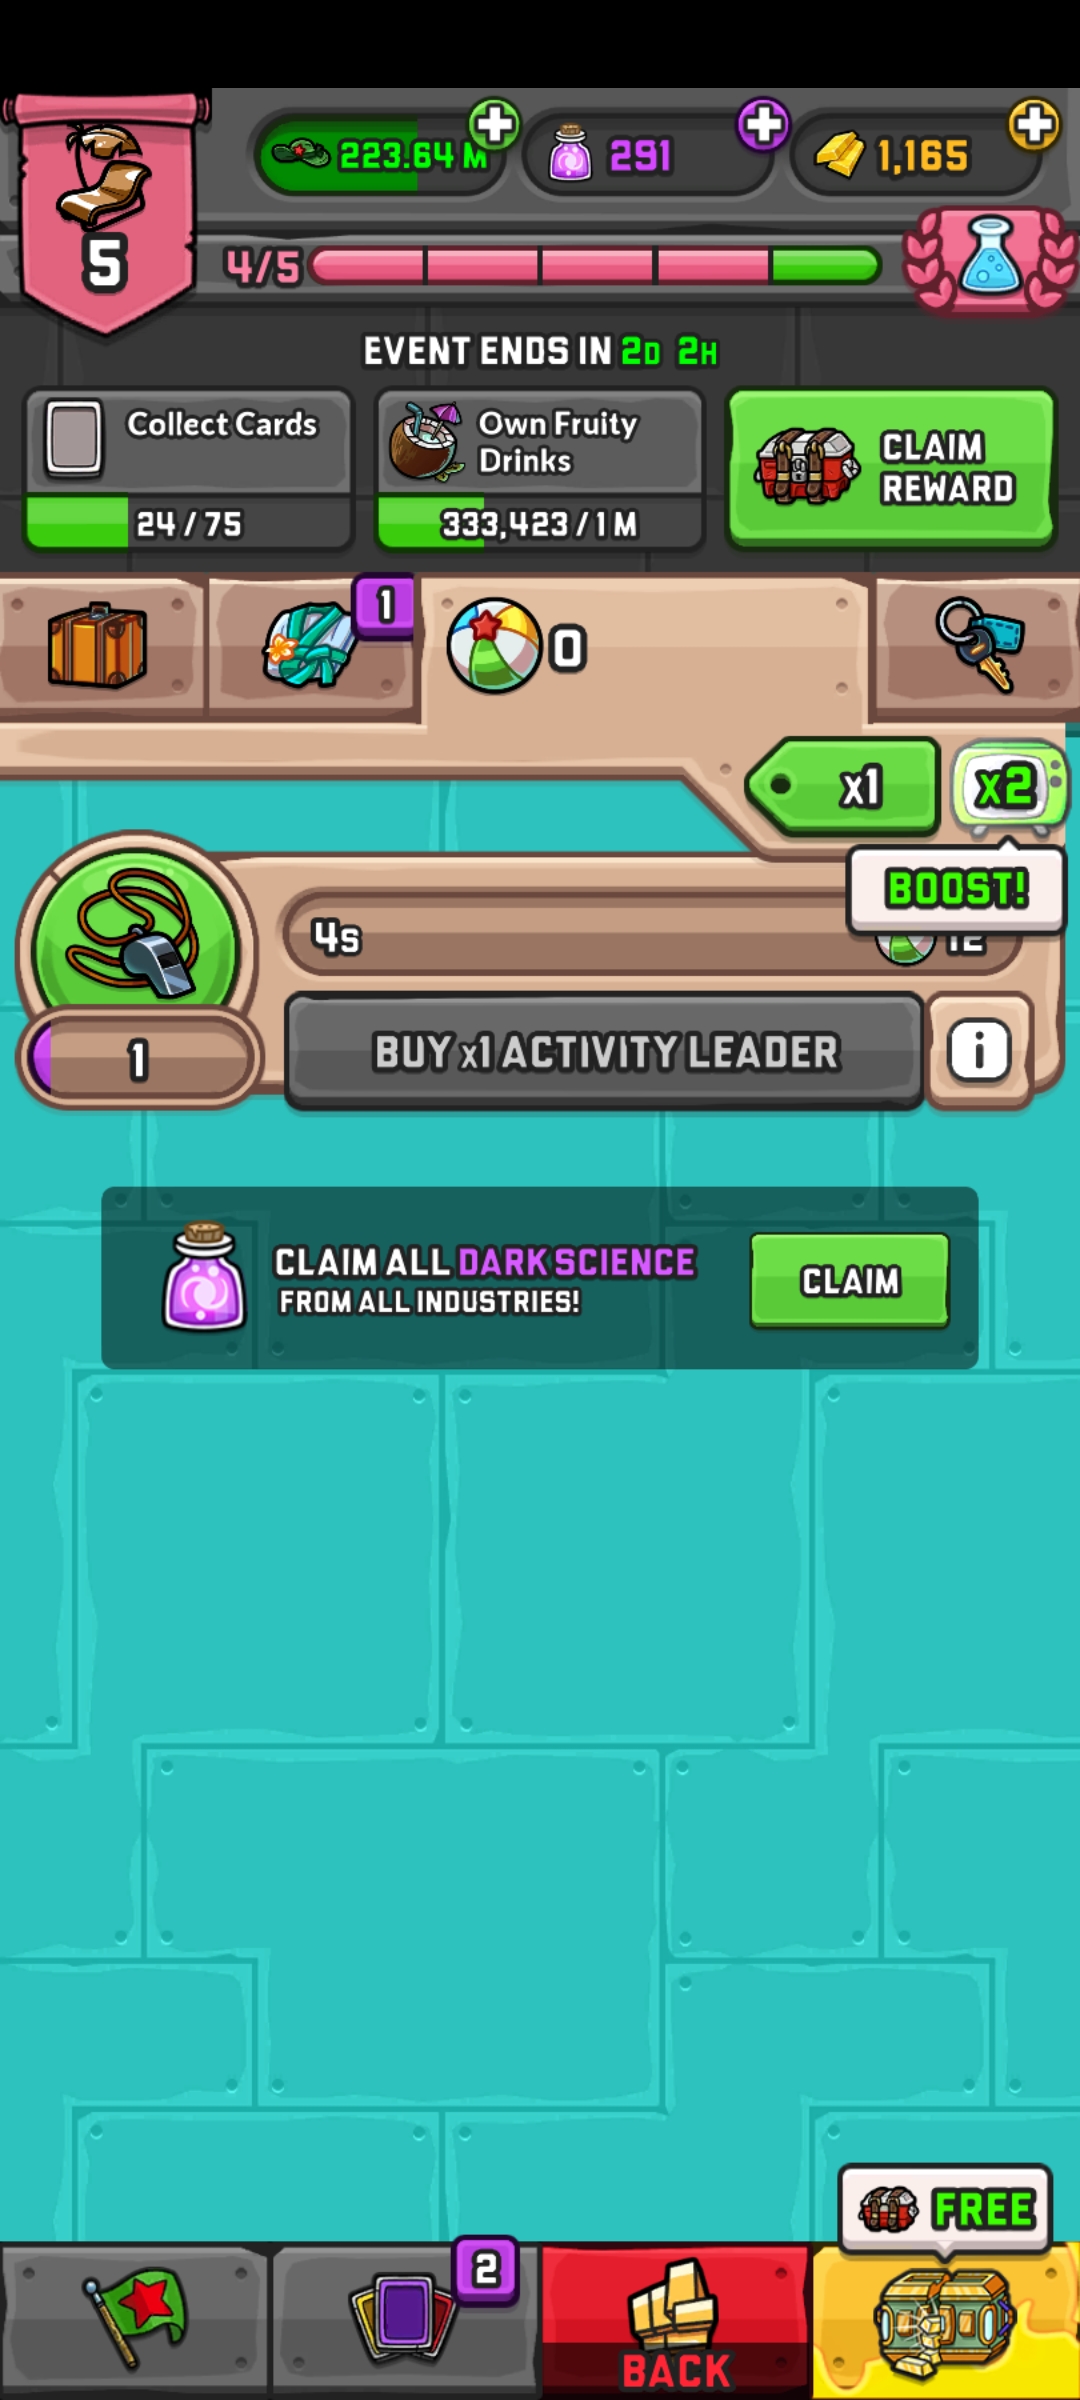 5
223.64 M
291
1,165
4/5
EVENT ENDS IN 2D 2H
Collect Cards
24 / 75
Own Fruity
Drinks
333,423 / 1 M
CLAIM
REWARD
1
0
x1
x2
BOOST!
4s
12
1
BUY x1 ACTIVITY LEADER
i
CLAIM ALL DARK SCIENCE
FROM ALL INDUSTRIES!
CLAIM
FREE
2
BACK